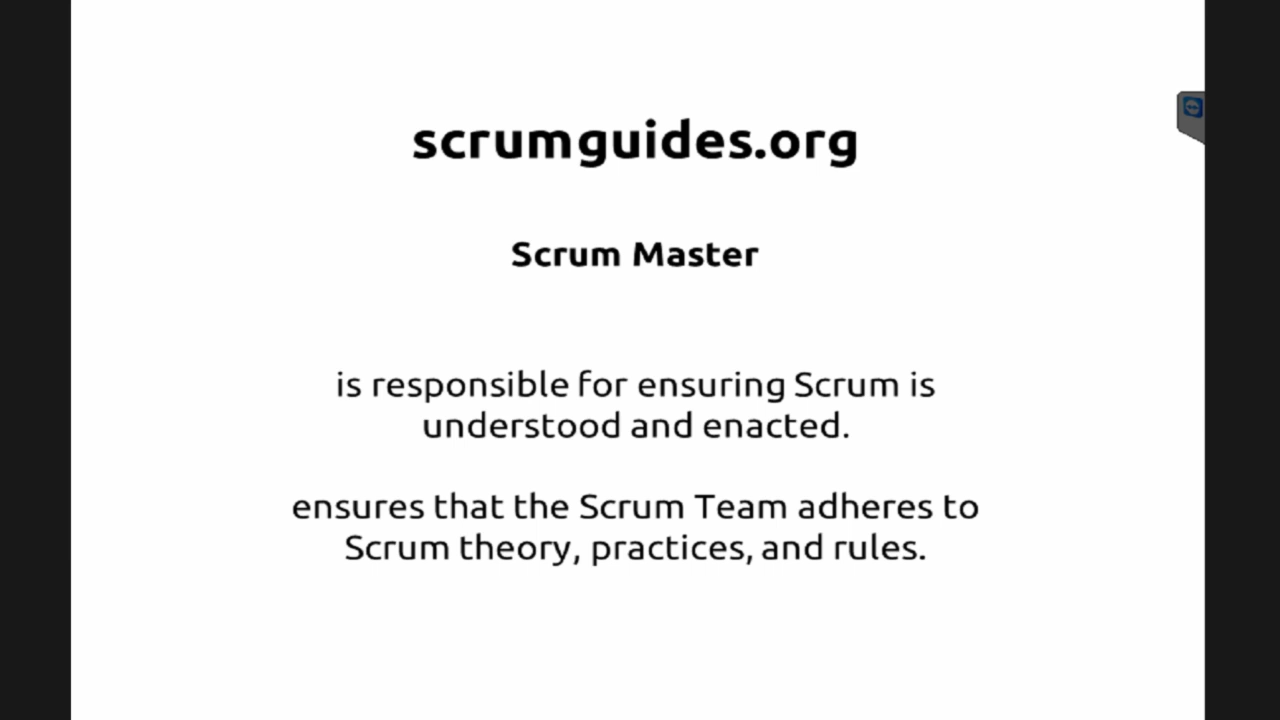 scrumguides.org
Scrum Master
is responsible for ensuring Scrum is
understood and enacted.
ensures that the Scrum Team adheres to
Scrum theory, practices, and rules.